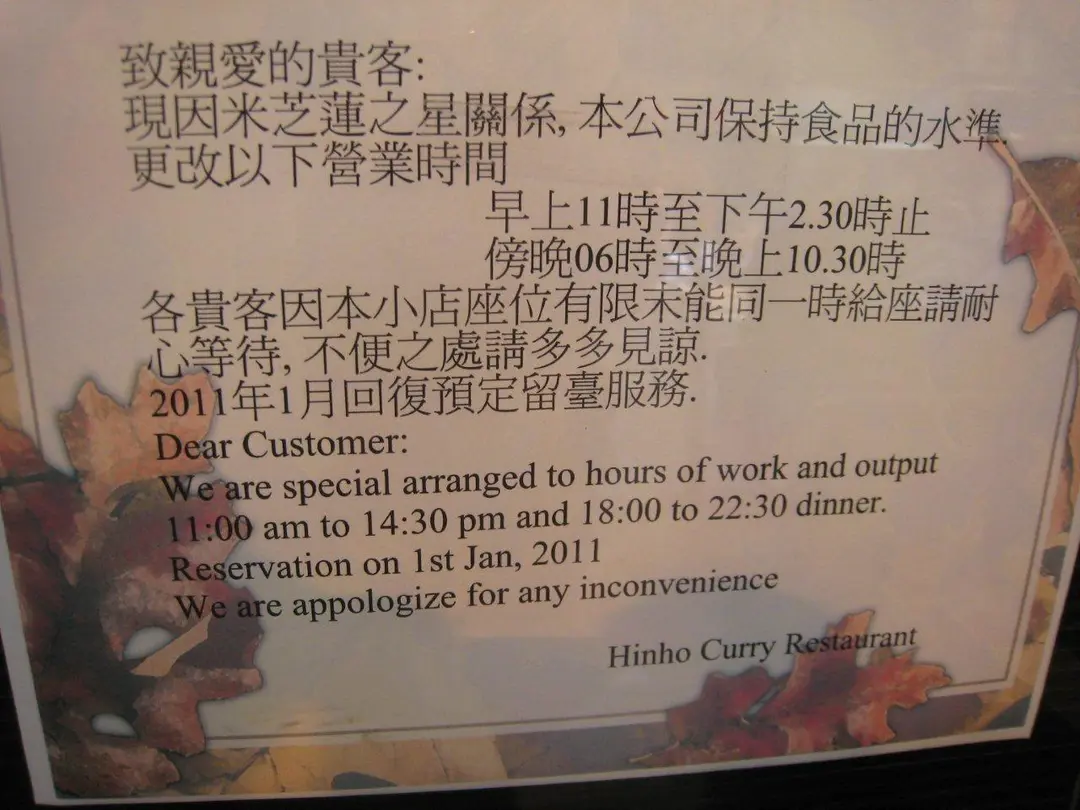 致親愛的貴客:
現因米芝蓮之星關係, 本公司保持食品的水準.
更改以下營業時間
早上11時至下午2.30時止
傍晚06時至晚上10.30時
各貴客因本小店座位有限未能同一時給座請耐
心等待, 不便之處請多多見諒.
2011年1月回復預定留臺服務.
Dear Customer:
We are special arranged to hours of work and output
11:00 am to 14:30 pm and 18:00 to 22:30 dinner.
Reservation on 1st Jan, 2011
We are appologize for any inconvenience
Hinho Curry Restaurant